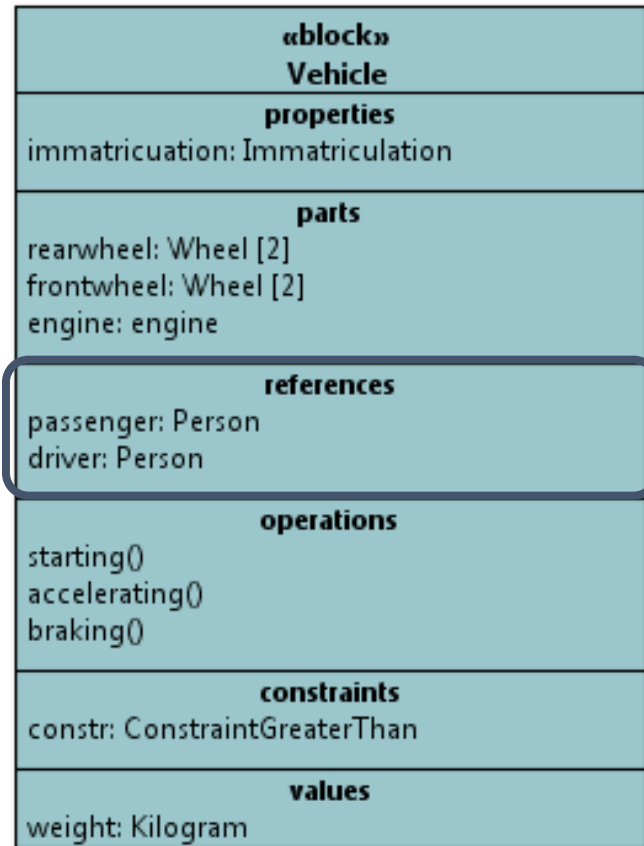 «block»
Vehicle
properties
immatricuation: Immatriculation
parts
rearwheel: Wheel [2]
frontwheel: Wheel [2]
engine: engine
references
passenger: Person
driver: Person
operations
starting()
accelerating()
braking()
constraints
constr: ConstraintGreaterThan
values
weight: Kilogram